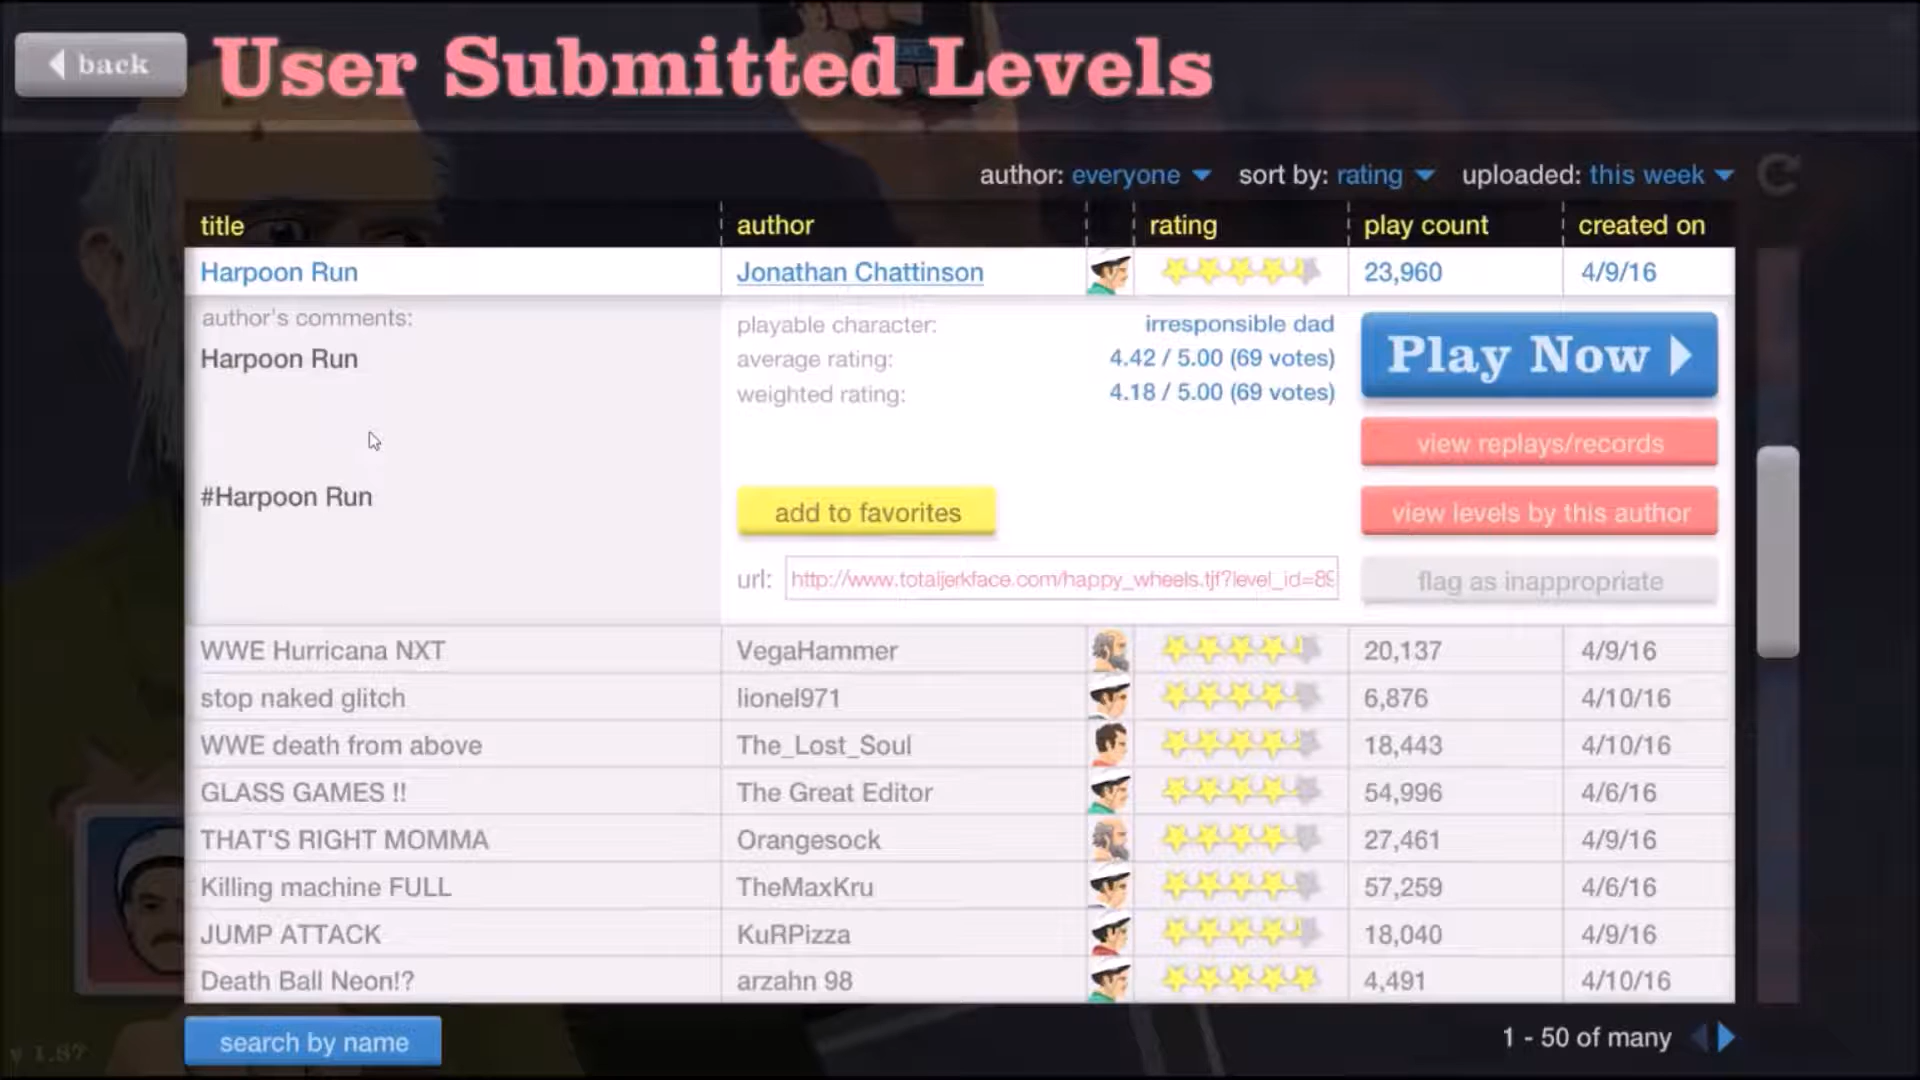 back
User Submitted Levels
author: everyone sort by: rating uploaded: this week
title author rating play count created on
Harpoon Run Jonathan Chattinson 23,960 4/9/16
author's comments:
Harpoon Run
#Harpoon Run
playable character: irresponsible dad
average rating: 4.42 / 5.00 (69 votes)
weighted rating: 4.18 / 5.00 (69 votes)
add to favorites
url: http://www.totaljerkface.com/happy_wheels.tjf?level_id=89
Play Now
view replays/records
view levels by this author
flag as inappropriate
WWE Hurricana NXT VegaHammer 20,137 4/9/16
stop naked glitch lionel971 6,876 4/10/16
WWE death from above The_Lost_Soul 18,443 4/10/16
GLASS GAMES !! The Great Editor 54,996 4/6/16
THAT'S RIGHT MOMMA Orangesock 27,461 4/9/16
Killing machine FULL TheMaxKru 57,259 4/6/16
JUMP ATTACK KuRPizza 18,040 4/9/16
Death Ball Neon!? arzahn 98 4,491 4/10/16
search by name
1 - 50 of many
v 1.87